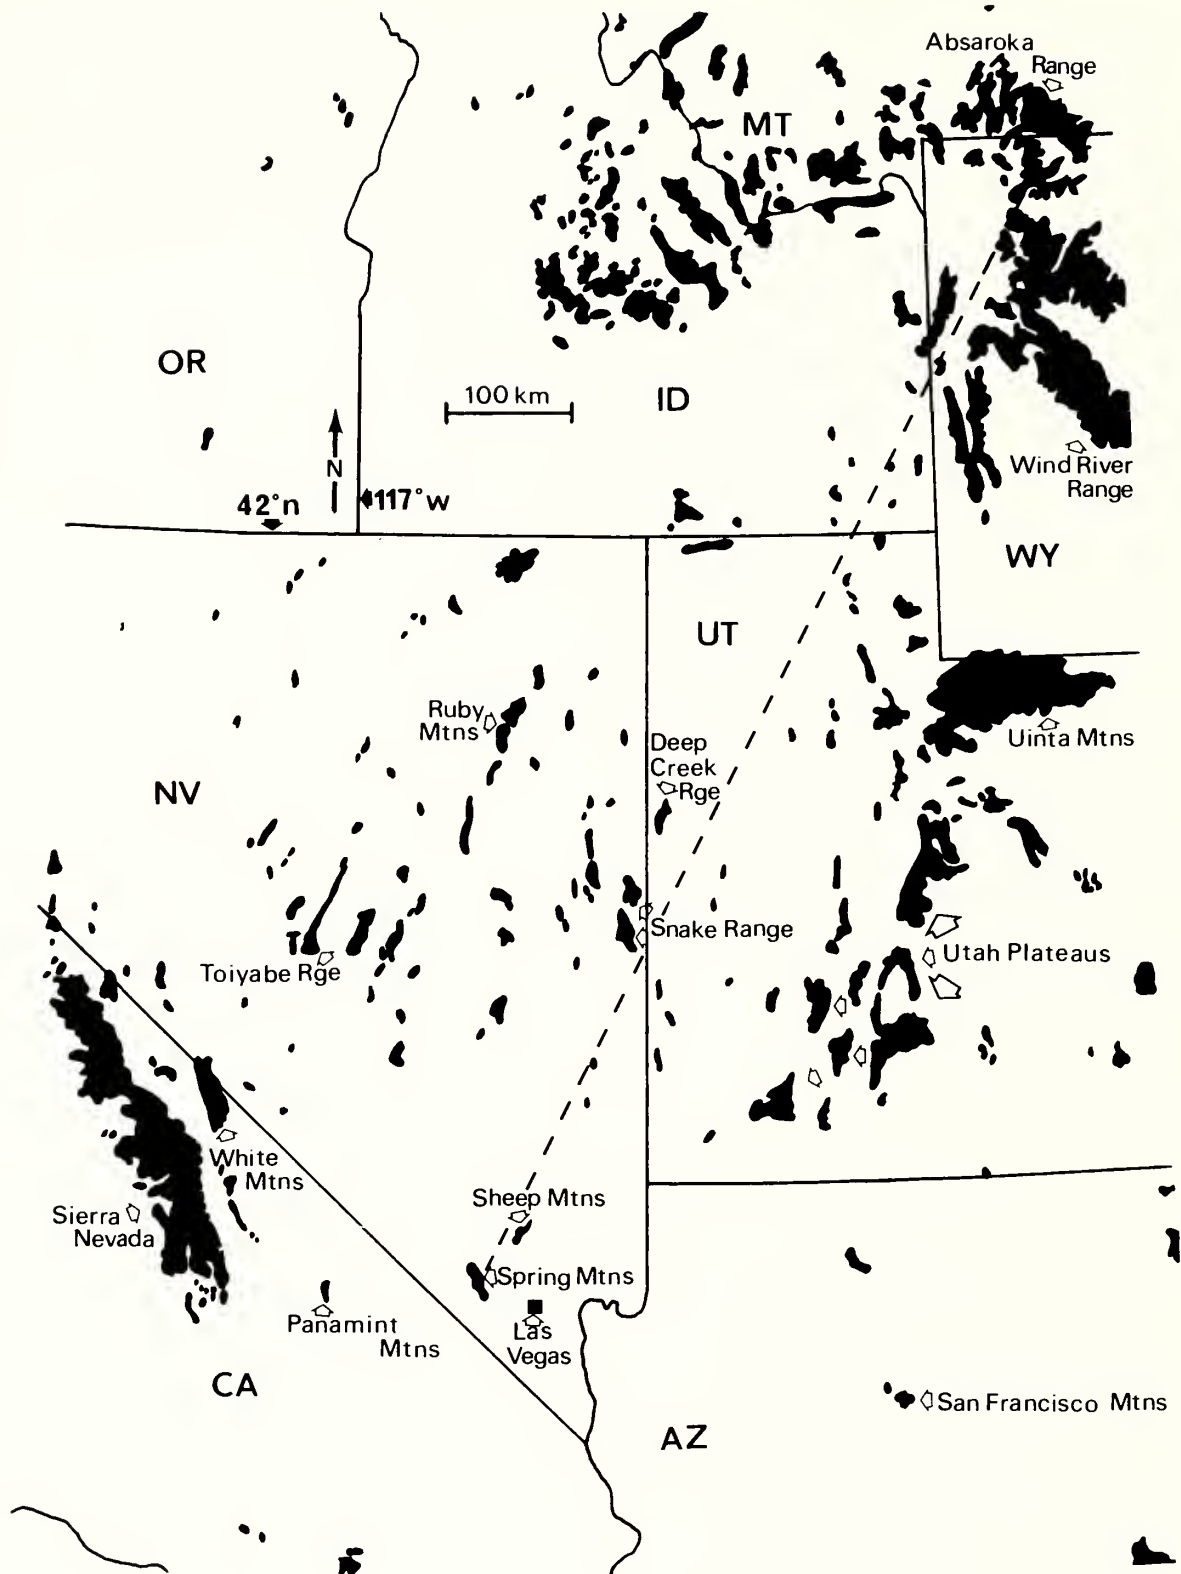 Absaroka
Range
MT
OR
100 km
ID
N
Wind River
Range
42°n
117°w
WY
UT
Ruby
Mtns
Deep
Creek
Rge
Uinta Mtns
NV
Snake Range
Utah Plateaus
Toiyabe Rge
White
Mtns
Sheep Mtns
Sierra
Nevada
Spring Mtns
Panamint
Mtns
Las
Vegas
CA
San Francisco Mtns
AZ